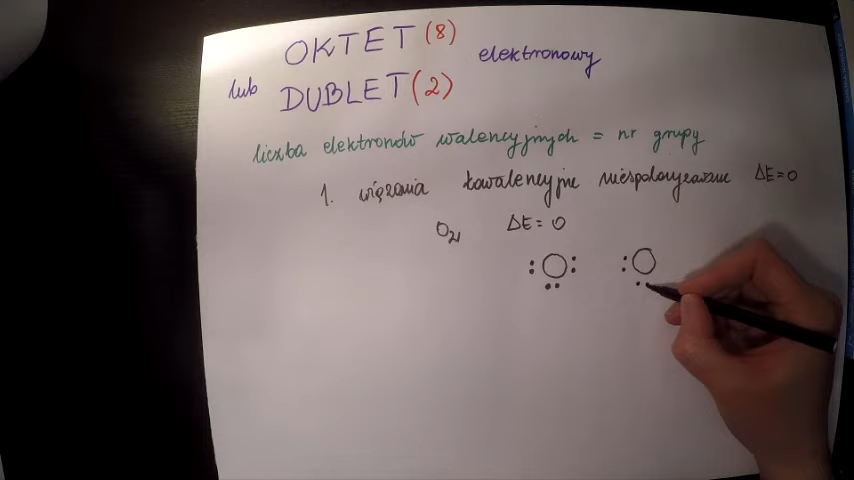 OKTET (8)
elektronowy
lub DUBLET (2)
liczba elektronów walencyjnych = nr grupy
1. wiązania kowalencyjne niespolaryzowane ΔE = 0
O₂ ΔE = 0
:O: :O